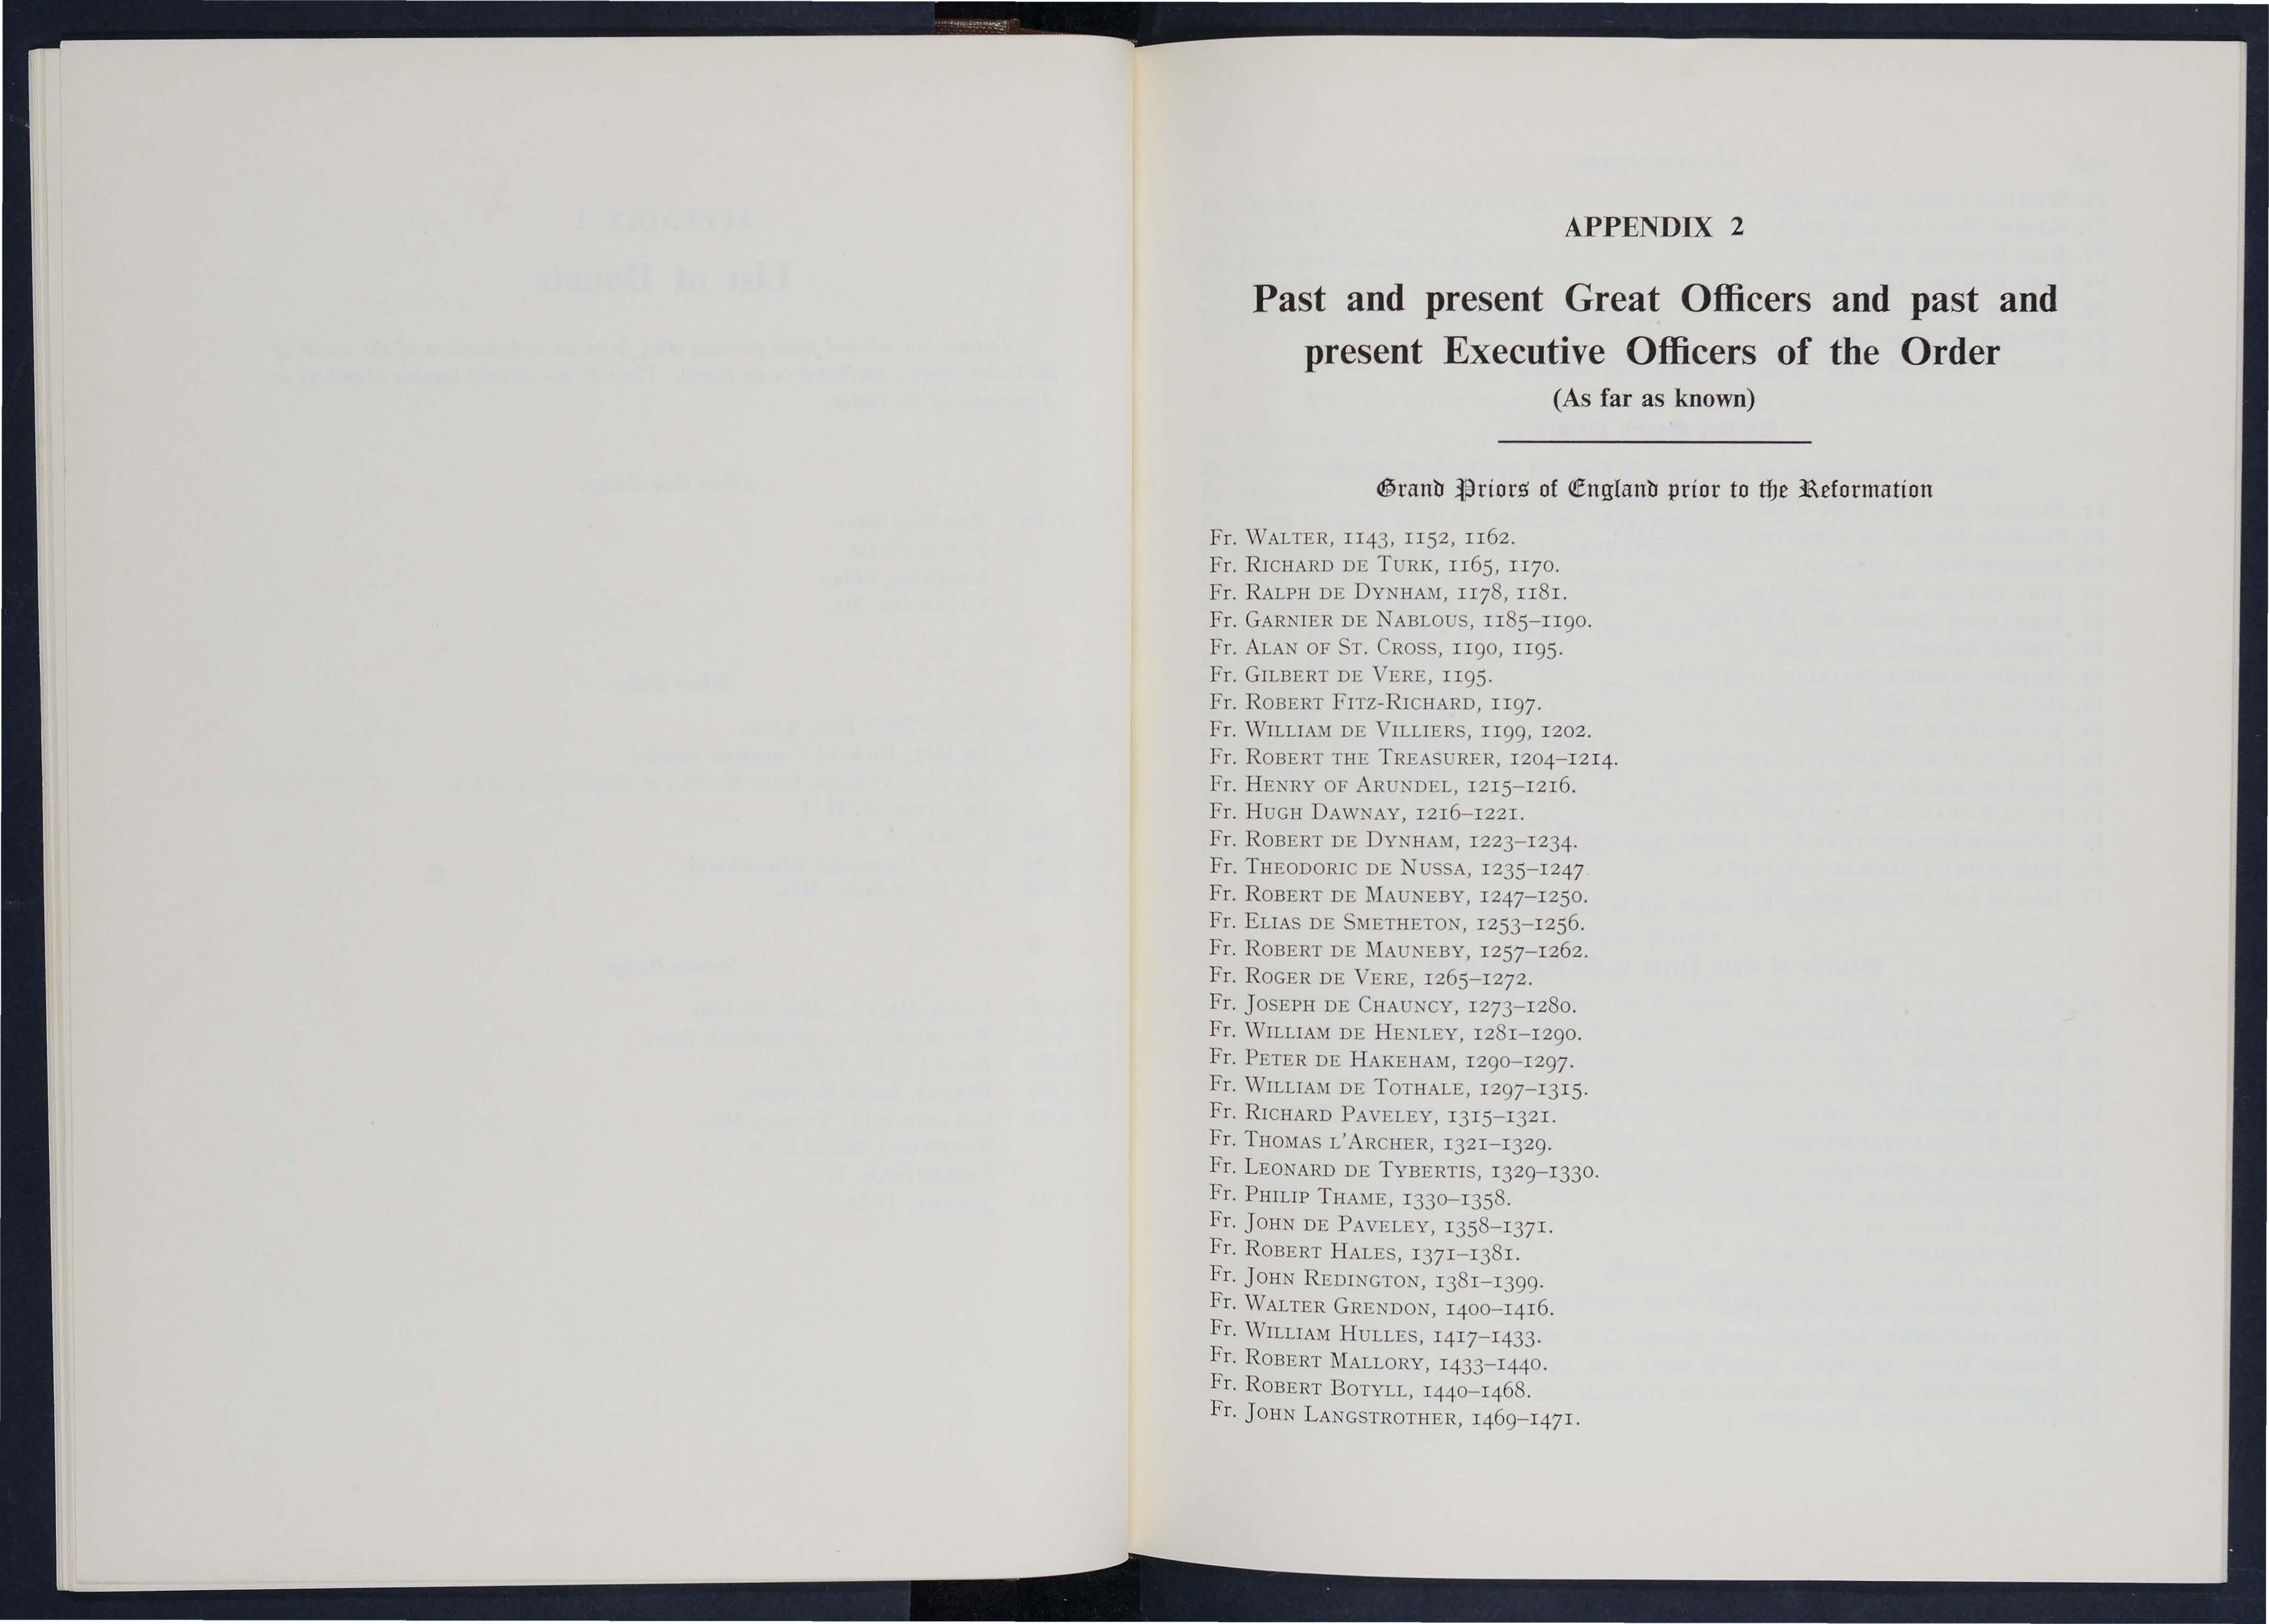 APPENDIX 2
Past and present Great Officers and past and
present Executive Officers of the Order
(As far as known)
Grand Priors of England prior to the Reformation
Fr. WALTER, 1143, 1152, 1162.
Fr. RICHARD DE TURK, 1165, 1170.
Fr. RALPH DE DYNHAM, 1178, 1181.
Fr. GARNIER DE NABLOUS, 1185–1190.
Fr. ALAN OF ST. CROSS, 1190, 1195.
Fr. GILBERT DE VERE, 1195.
Fr. ROBERT FITZ-RICHARD, 1197.
Fr. WILLIAM DE VILLIERS, 1199, 1202.
Fr. ROBERT THE TREASURER, 1204–1214.
Fr. HENRY OF ARUNDEL, 1215–1216.
Fr. HUGH DAWNAY, 1216–1221.
Fr. ROBERT DE DYNHAM, 1223–1234.
Fr. THEODORIC DE NUSSA, 1235–1247.
Fr. ROBERT DE MAUNEBY, 1247–1250.
Fr. ELIAS DE SMETHETON, 1253–1256.
Fr. ROBERT DE MAUNEBY, 1257–1262.
Fr. ROGER DE VERE, 1265–1272.
Fr. JOSEPH DE CHAUNCY, 1273–1280.
Fr. WILLIAM DE HENLEY, 1281–1290.
Fr. PETER DE HAKEHAM, 1290–1297.
Fr. WILLIAM DE TOTHALE, 1297–1315.
Fr. RICHARD PAVELEY, 1315–1321.
Fr. THOMAS L'ARCHER, 1321–1329.
Fr. LEONARD DE TYBERTIS, 1329–1330.
Fr. PHILIP THAME, 1330–1358.
Fr. JOHN DE PAVELEY, 1358–1371.
Fr. ROBERT HALES, 1371–1381.
Fr. JOHN REDINGTON, 1381–1399.
Fr. WALTER GRENDON, 1400–1416.
Fr. WILLIAM HULLES, 1417–1433.
Fr. ROBERT MALLORY, 1433–1440.
Fr. ROBERT BOTYLL, 1440–1468.
Fr. JOHN LANGSTROTHER, 1469–1471.